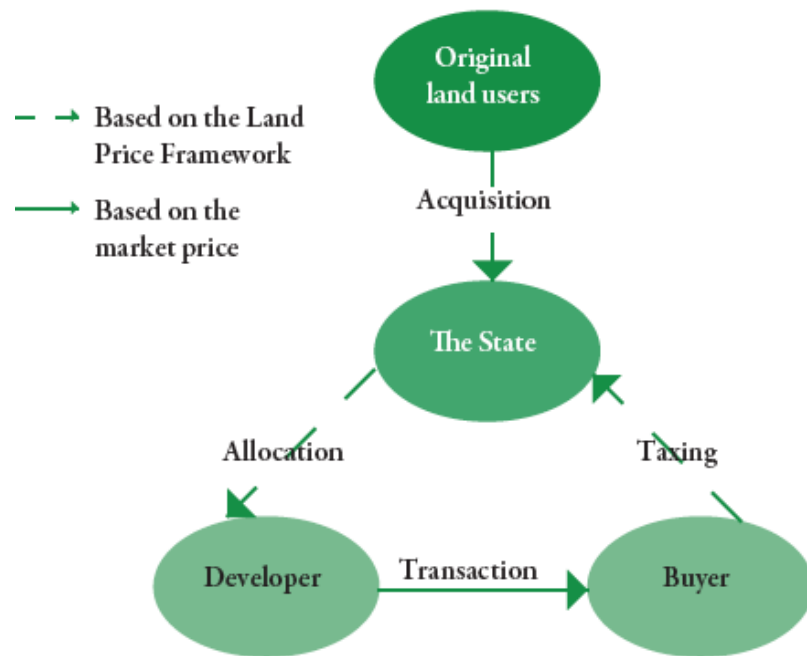 Original
land users
Based on the Land
Price Framework
Based on the
market price
Acquisition
The State
Allocation
Taxing
Developer
Transaction
Buyer